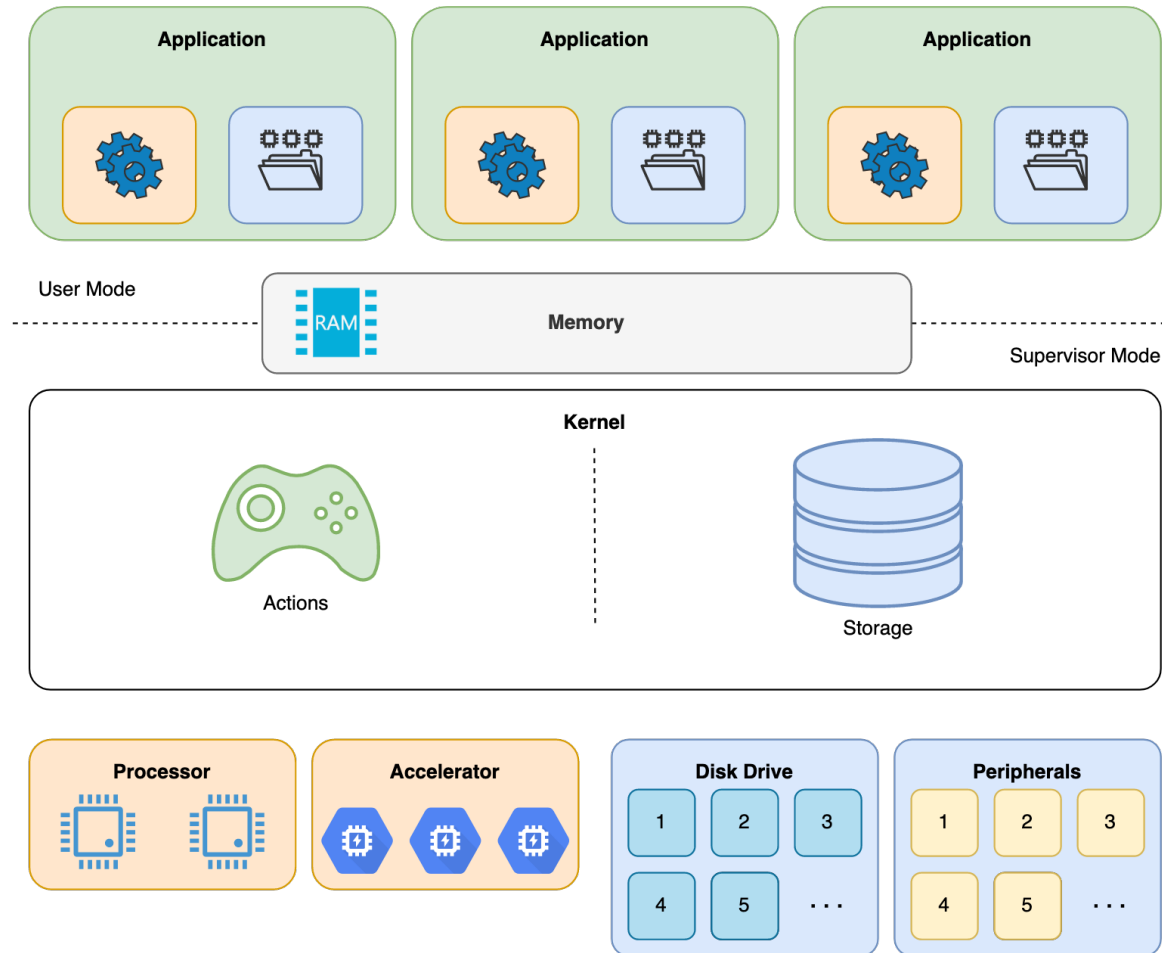 Application
Application
Application
User Mode
RAM
Memory
Supervisor Mode
Kernel
Actions
Storage
Processor
Accelerator
Disk Drive
1 2 3
4 5 ...
Peripherals
1 2 3
4 5 ...